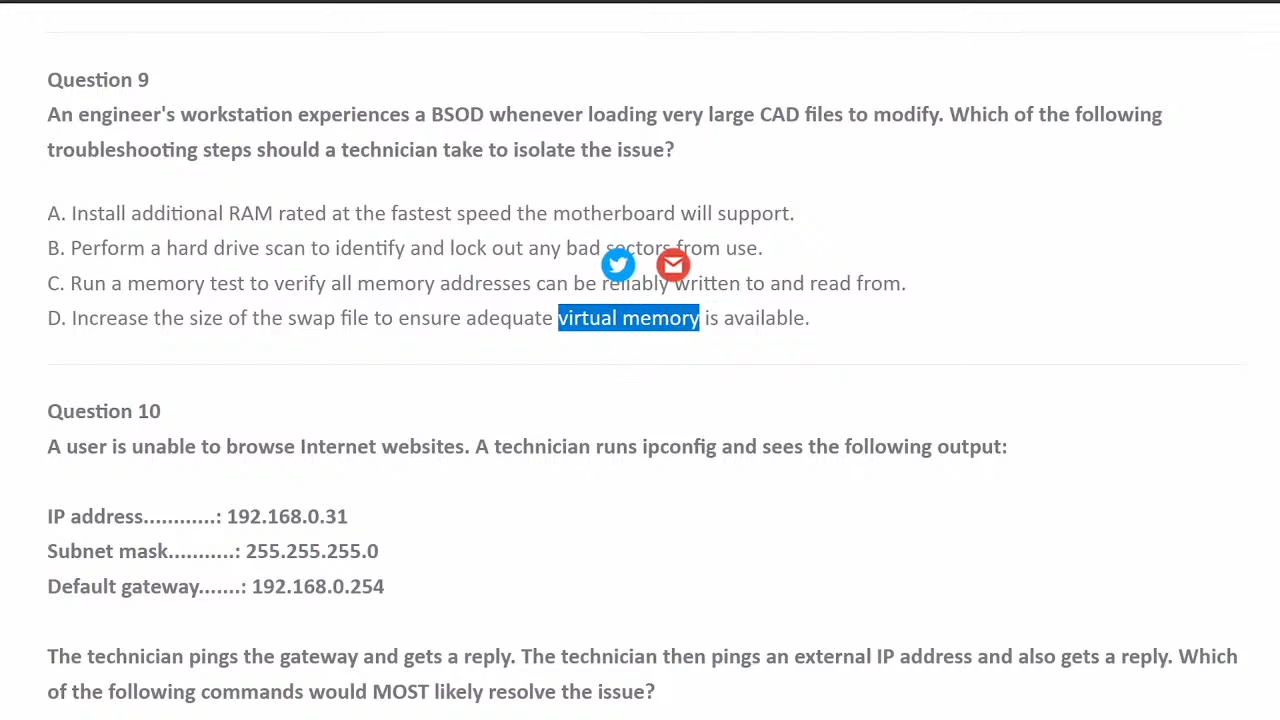 Question 9
An engineer's workstation experiences a BSOD whenever loading very large CAD files to modify. Which of the following
troubleshooting steps should a technician take to isolate the issue?
A. Install additional RAM rated at the fastest speed the motherboard will support.
B. Perform a hard drive scan to identify and lock out any bad sectors from use.
C. Run a memory test to verify all memory addresses can be reliably written to and read from.
D. Increase the size of the swap file to ensure adequate virtual memory is available.
Question 10
A user is unable to browse Internet websites. A technician runs ipconfig and sees the following output:
IP address............: 192.168.0.31
Subnet mask...........: 255.255.255.0
Default gateway.......: 192.168.0.254
The technician pings the gateway and gets a reply. The technician then pings an external IP address and also gets a reply. Which
of the following commands would MOST likely resolve the issue?